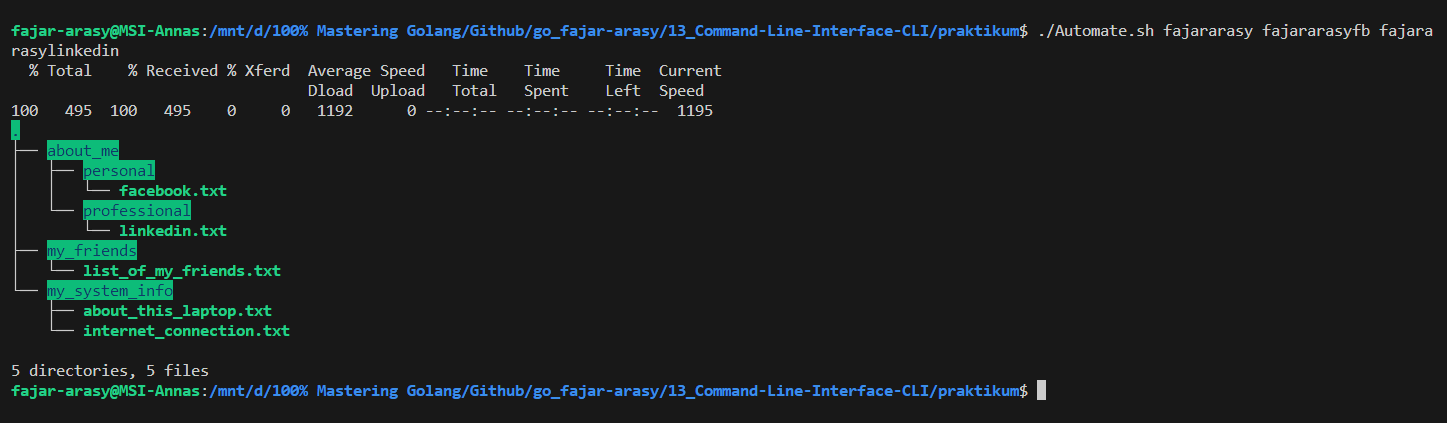 fajar-arasy@MSI-Annas:/mnt/d/100% Mastering Golang/Github/go_fajar-arasy/13_Command-Line-Interface-CLI/praktikum$ ./Automate.sh fajararasy fajararasyfb fajara
rasylinkedin
  % Total    % Received % Xferd  Average Speed   Time    Time     Time  Current
                                 Dload  Upload   Total   Spent    Left  Speed
100   495  100   495    0     0   1192      0 --:--:-- --:--:-- --:--:--  1195
.
├── about_me
│   ├── personal
│   │   └── facebook.txt
│   └── professional
│       └── linkedin.txt
├── my_friends
│   └── list_of_my_friends.txt
└── my_system_info
    ├── about_this_laptop.txt
    └── internet_connection.txt

5 directories, 5 files
fajar-arasy@MSI-Annas:/mnt/d/100% Mastering Golang/Github/go_fajar-arasy/13_Command-Line-Interface-CLI/praktikum$